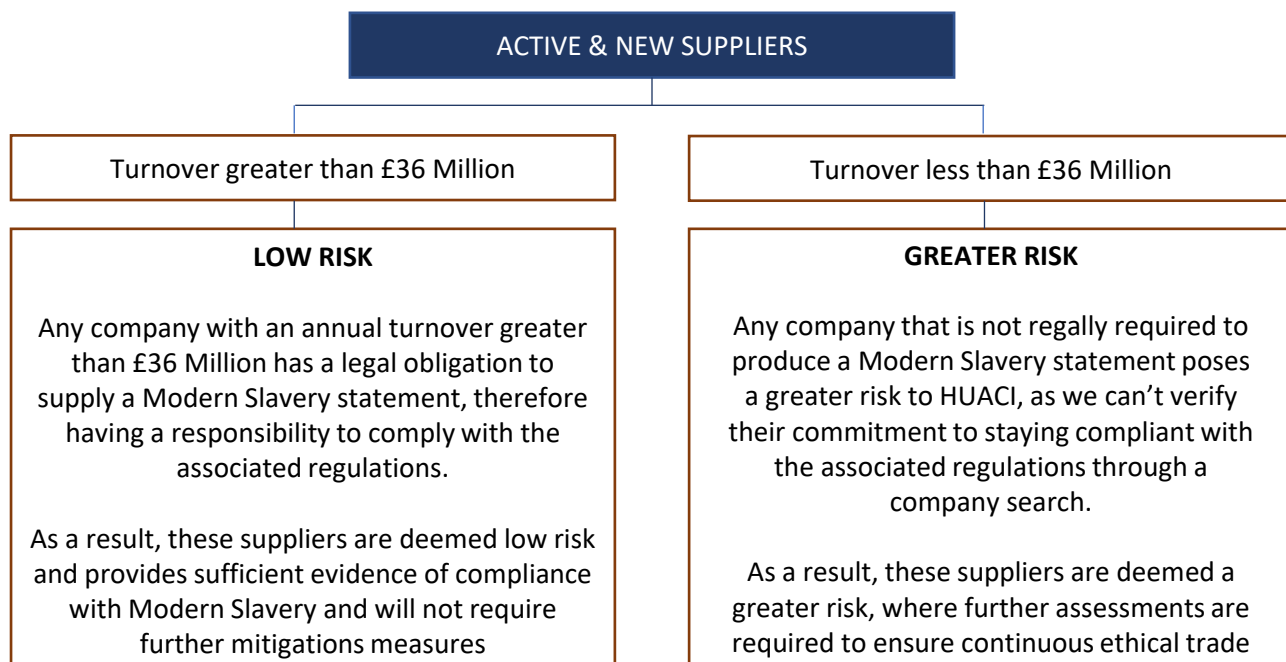 ACTIVE & NEW SUPPLIERS
Turnover greater than £36 Million
Turnover less than £36 Million
LOW RISK
Any company with an annual turnover greater
than £36 Million has a legal obligation to
supply a Modern Slavery statement, therefore
having a responsibility to comply with the
associated regulations.
As a result, these suppliers are deemed low risk
and provides sufficient evidence of compliance
with Modern Slavery and will not require
further mitigations measures
GREATER RISK
Any company that is not regally required to
produce a Modern Slavery statement poses
a greater risk to HUACI, as we can’t verify
their commitment to staying compliant with
the associated regulations through a
company search.
As a result, these suppliers are deemed a
greater risk, where further assessments are
required to ensure continuous ethical trade